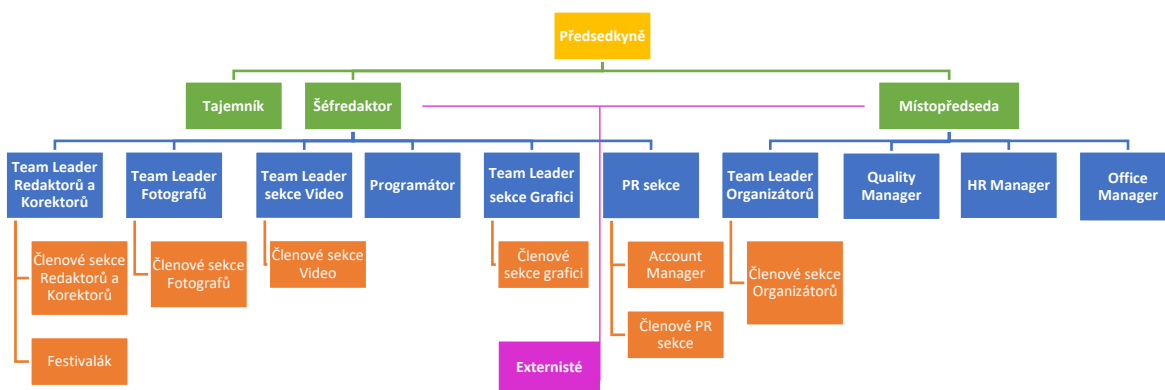 Předsedkyně
Tajemník
Šéfredaktor
Místopředseda
Team Leader
Redaktorů a
Korektorů
Team Leader
Fotografů
Team Leader
sekce Video
Programátor
Team Leader
sekce Grafici
PR sekce
Team Leader
Organizátorů
Quality
Manager
HR Manager
Office
Manager
Členové sekce
Redaktorů a
Korektorů
Členové sekce
Fotografů
Členové sekce
Video
Členové
sekce grafici
Account
Manager
Členové sekce
Organizátorů
Festivalák
Členové PR
sekce
Externisté